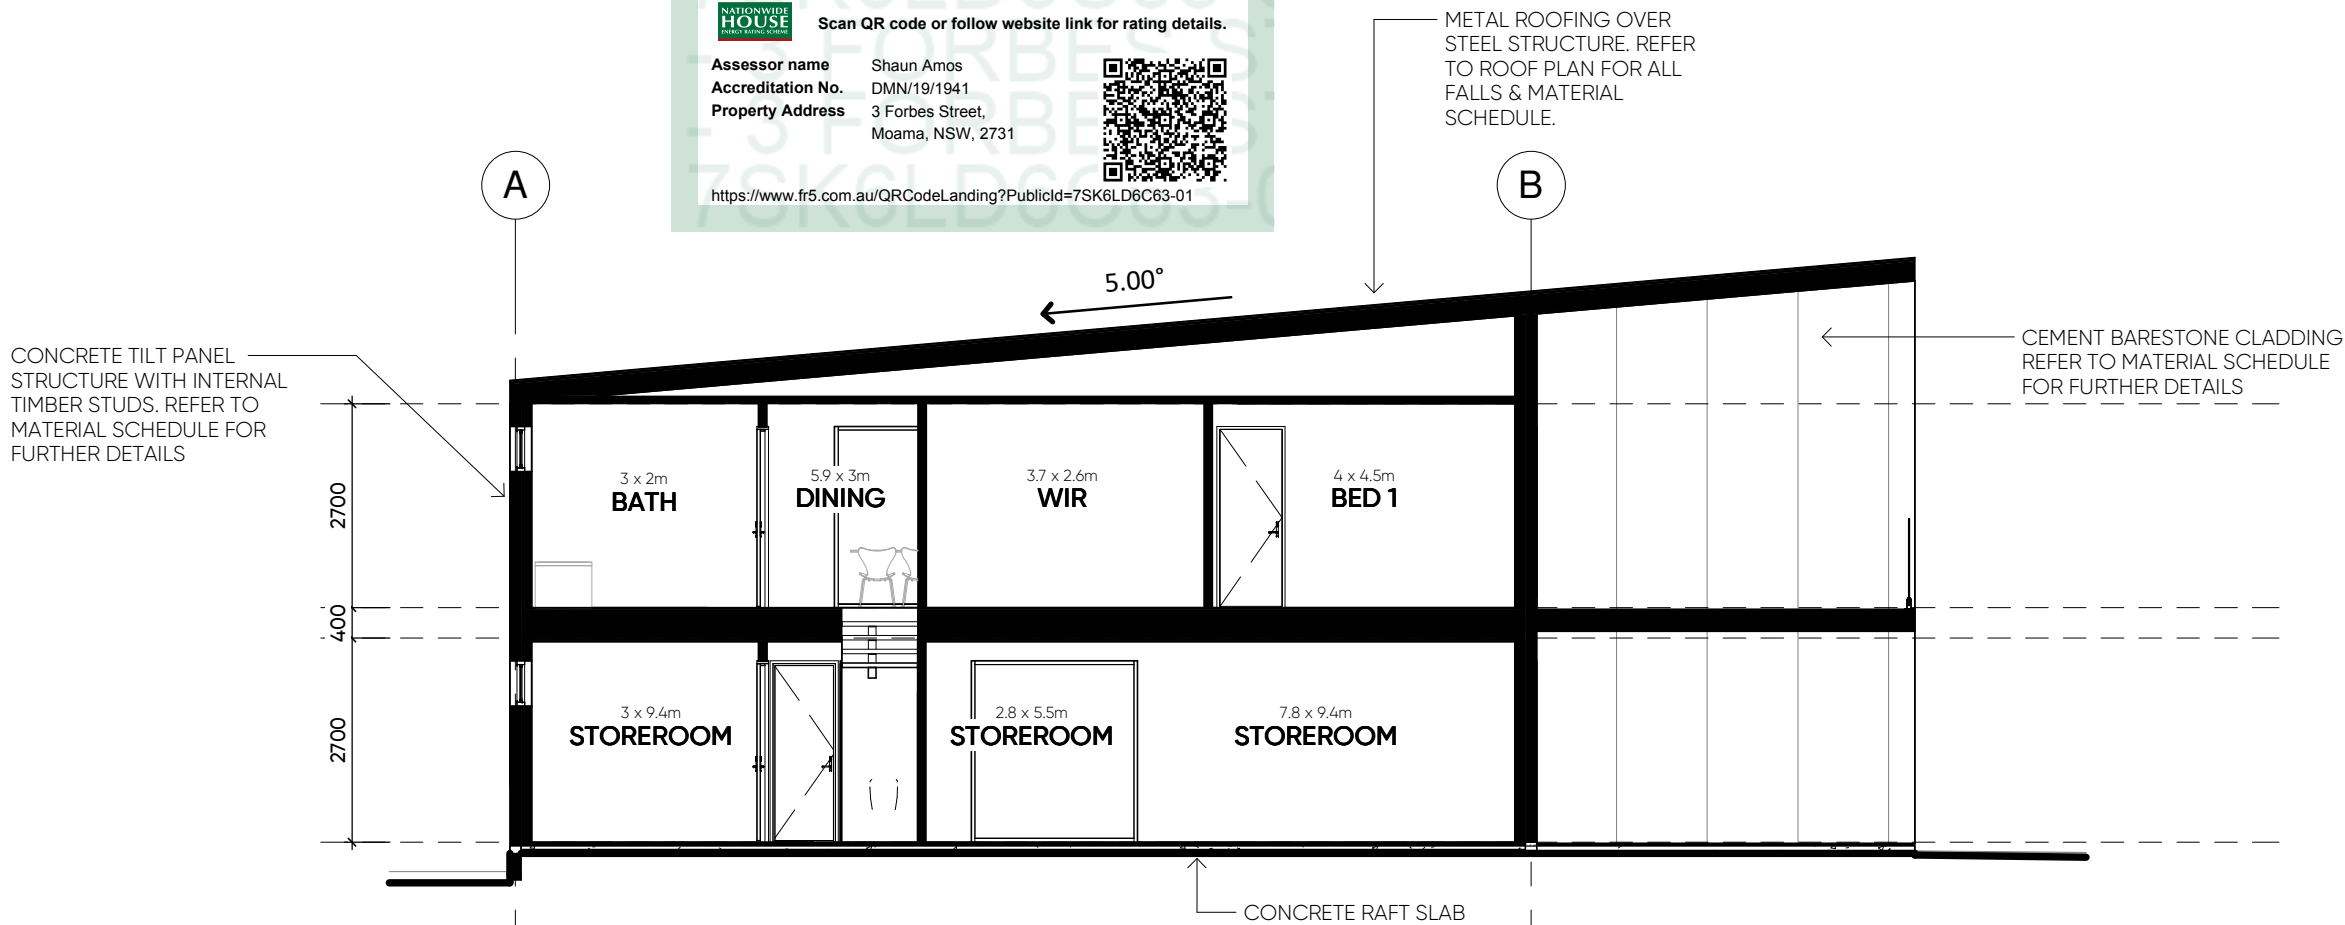 NATIONWIDE
HOUSE
ENERGY RATING SCHEME
Scan QR code or follow website link for rating details.
Assessor name Shaun Amos
Accreditation No. DMN/19/1941
Property Address 3 Forbes Street,
Moama, NSW, 2731
https://www.fr5.com.au/QRCodeLanding?PublicId=7SK6LD6C63-01
METAL ROOFING OVER
STEEL STRUCTURE. REFER
TO ROOF PLAN FOR ALL
FALLS & MATERIAL
SCHEDULE.
A
B
5.00°
CONCRETE TILT PANEL
STRUCTURE WITH INTERNAL
TIMBER STUDS. REFER TO
MATERIAL SCHEDULE FOR
FURTHER DETAILS
CEMENT BARESTONE CLADDING
REFER TO MATERIAL SCHEDULE
FOR FURTHER DETAILS
2700
400
2700
3 x 2m
BATH
5.9 x 3m
DINING
3.7 x 2.6m
WIR
4 x 4.5m
BED 1
3 x 9.4m
STOREROOM
2.8 x 5.5m
STOREROOM
7.8 x 9.4m
STOREROOM
CONCRETE RAFT SLAB